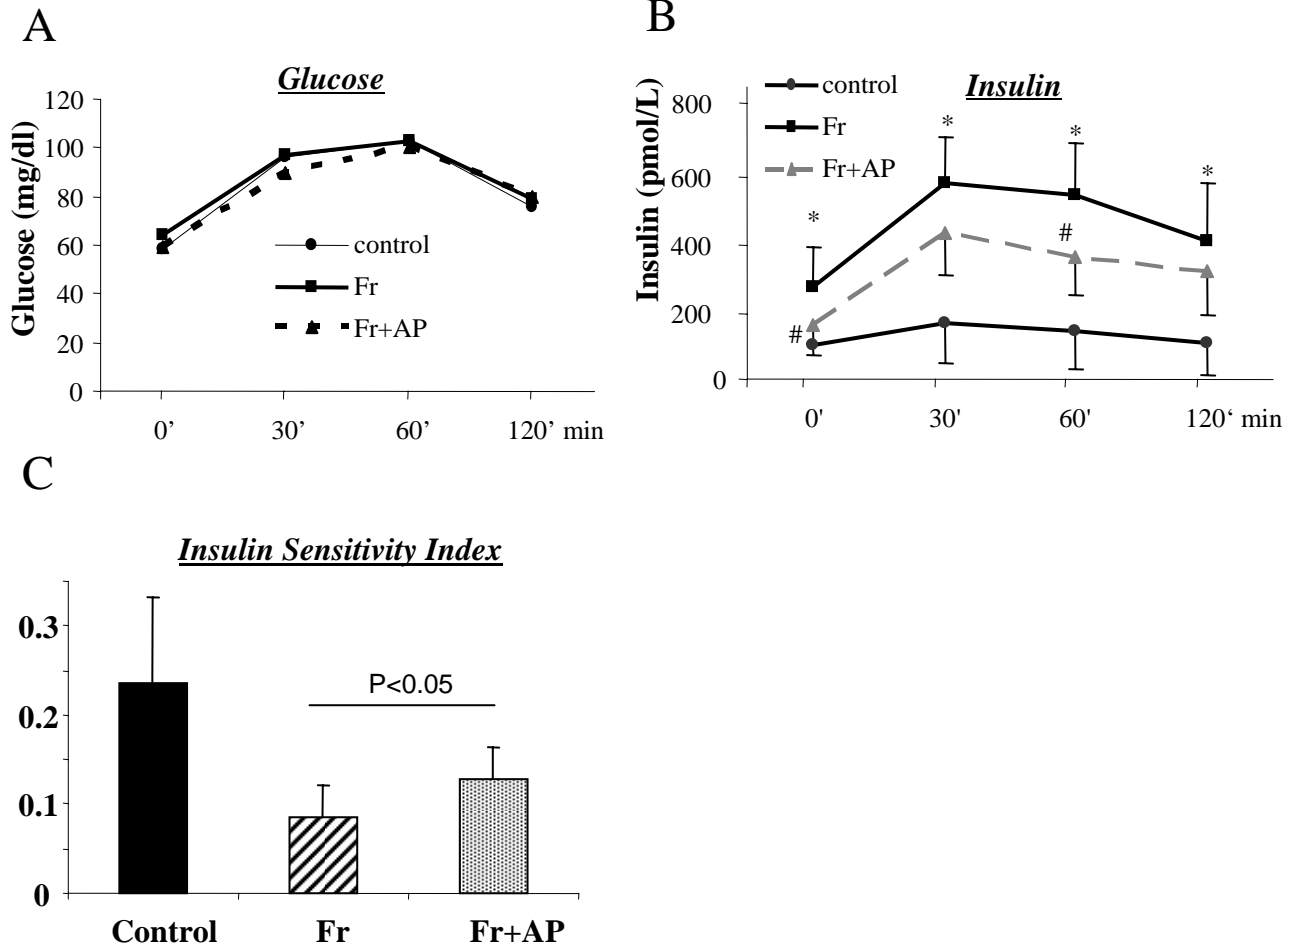 A
Glucose
Glucose (mg/dl)
120
100
80
60
40
20
0
control
Fr
Fr+AP
0’
30’
60’
120’ min
B
Insulin
Insulin (pmol/L)
control
Fr
Fr+AP
800
600
400
200
0
*
*
*
*
#
#
0'
30'
60'
120‘ min
C
Insulin Sensitivity Index
0.3
0.2
0.1
0
P<0.05
Control
Fr
Fr+AP